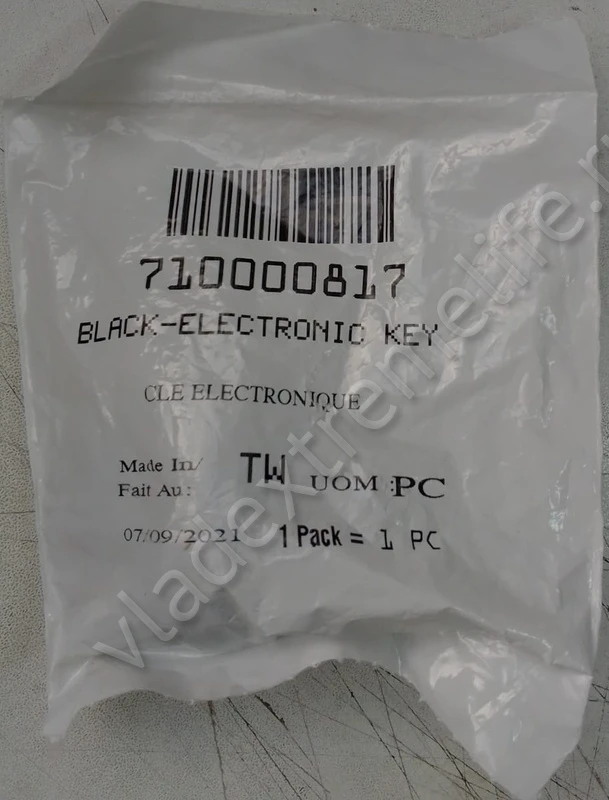 710000817
BLACK-ELECTRONIC KEY
CLE ELECTRONIQUE
Made In/ TW UOM :PC
Fait Au :
07/09/2021 1 Pack = 1 PC
vladextremelife.r